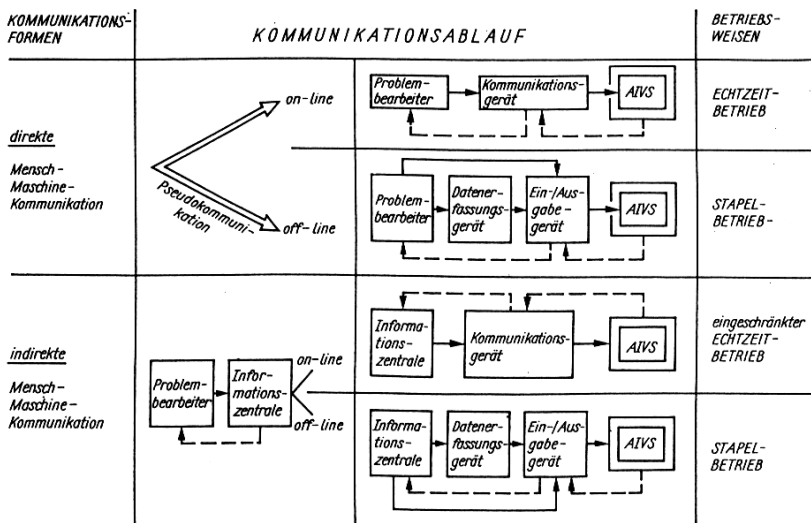 KOMMUNIKATIONS-
FORMEN
KOMMUNIKATIONSABLAUF
BETRIEBS-
WEISEN
direkte
Mensch-
Maschine-
Kommunikation
on-line
Pseudokommuni-
kation
off-line
Problem-
bearbeiter
Kommunikations-
gerät
AIVS
ECHTZEIT-
BETRIEB
Problem-
bearbeiter
Datener-
fassungs-
gerät
Ein-/Aus-
gabe-
gerät
AIVS
STAPEL-
BETRIEB-
indirekte
Mensch-
Maschine-
Kommunikation
Problem-
bearbeiter
Infor-
mations-
zentrale
on-line
off-line
Informa-
tions-
zentrale
Kommunikations-
gerät
AIVS
eingeschränkter
ECHTZEIT-
BETRIEB
Informa-
tions-
zentrale
Datener-
fassungs-
gerät
Ein-/Aus-
gabe-
gerät
AIVS
STAPEL-
BETRIEB